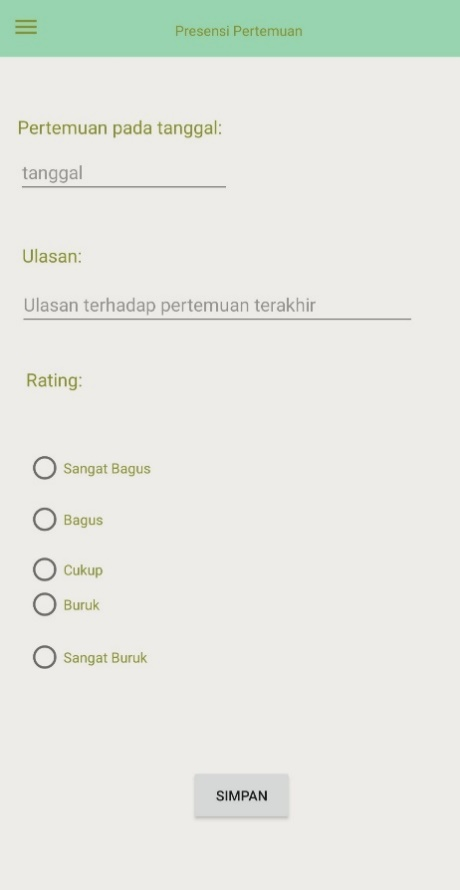 Presensi Pertemuan
Pertemuan pada tanggal:
tanggal
Ulasan:
Ulasan terhadap pertemuan terakhir
Rating:
Sangat Bagus
Bagus
Cukup
Buruk
Sangat Buruk
SIMPAN